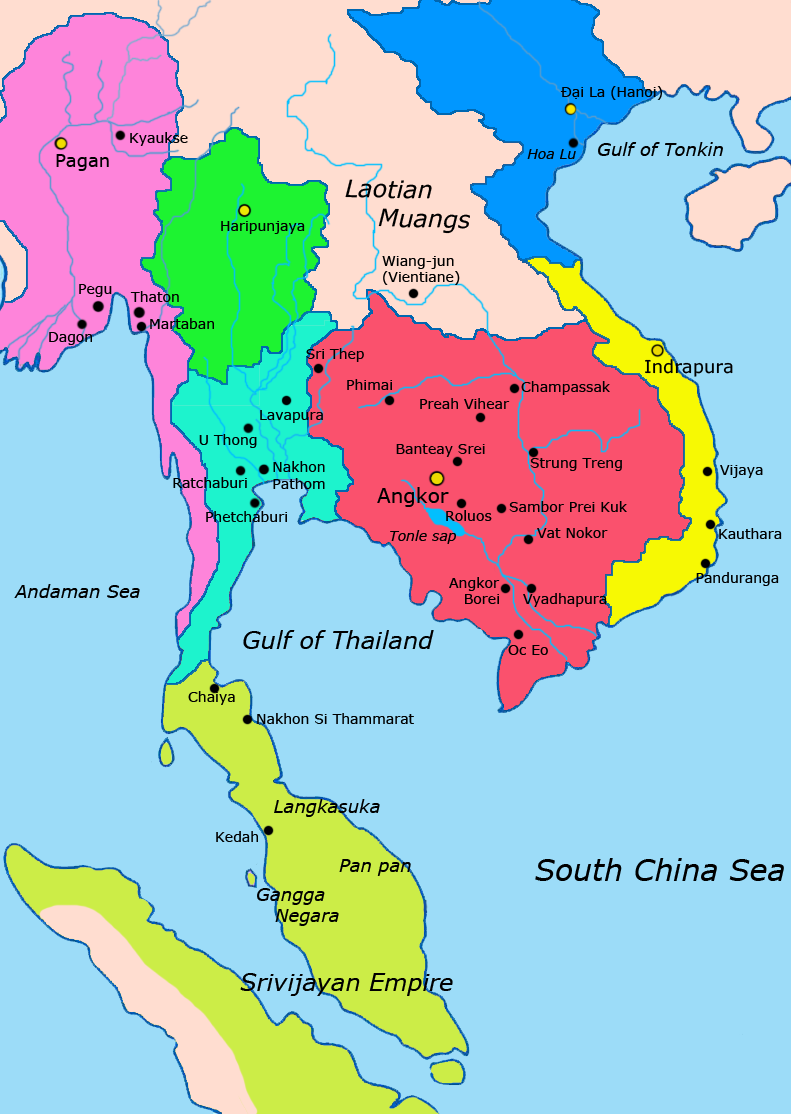 Đại La (Hanoi)
Kyaukse
Hoa Lu
Gulf of Tonkin
Pagan
Laotian
Muangs
Haripunjaya
Wiang-jun
(Vientiane)
Pegu
Thaton
Martaban
Dagon
Sri Thep
Indrapura
Phimai
Champassak
Preah Vihear
Lavapura
U Thong
Banteay Srei
Strung Treng
Nakhon
Pathom
Vijaya
Ratchaburi
Angkor
Phetchaburi
Roluos
Sambor Prei Kuk
Tonle sap
Vat Nokor
Kauthara
Panduranga
Andaman Sea
Angkor
Borei
Vyadhapura
Gulf of Thailand
Oc Eo
Chaiya
Nakhon Si Thammarat
Langkasuka
Kedah
Pan pan
South China Sea
Gangga
Negara
Srivijayan Empire